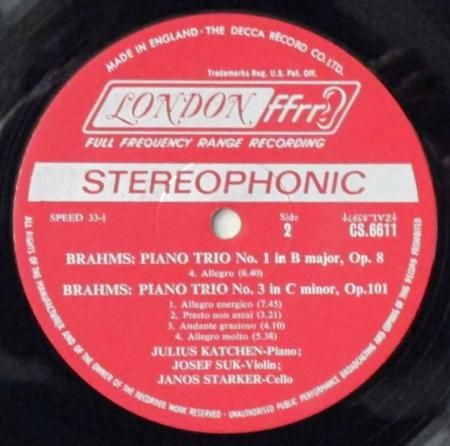 MADE IN ENGLAND · THE DECCA RECORD CO. LTD.
Trademarks Reg. U.S. Pat. Off.
LONDON ffrr
FULL FREQUENCY RANGE RECORDING
STEREOPHONIC
SPEED 33⅓
Side
2
CS.6611
BRAHMS: PIANO TRIO No. 1 in B major, Op. 8
4. Allegro (6.40)
BRAHMS: PIANO TRIO No. 3 in C minor, Op.101
1. Allegro energico (7.45)
2. Presto non assai (3.21)
3. Andante grazioso (4.10)
4. Allegro molto (5.38)
JULIUS KATCHEN-Piano;
JOSEF SUK-Violin;
JANOS STARKER-Cello
ALL RIGHTS OF THE MANUFACTURER AND OF THE OWNER OF THE RECORDED WORK RESERVED · UNAUTHORISED PUBLIC PERFORMANCE BROADCASTING AND COPYING OF THIS RECORD PROHIBITED